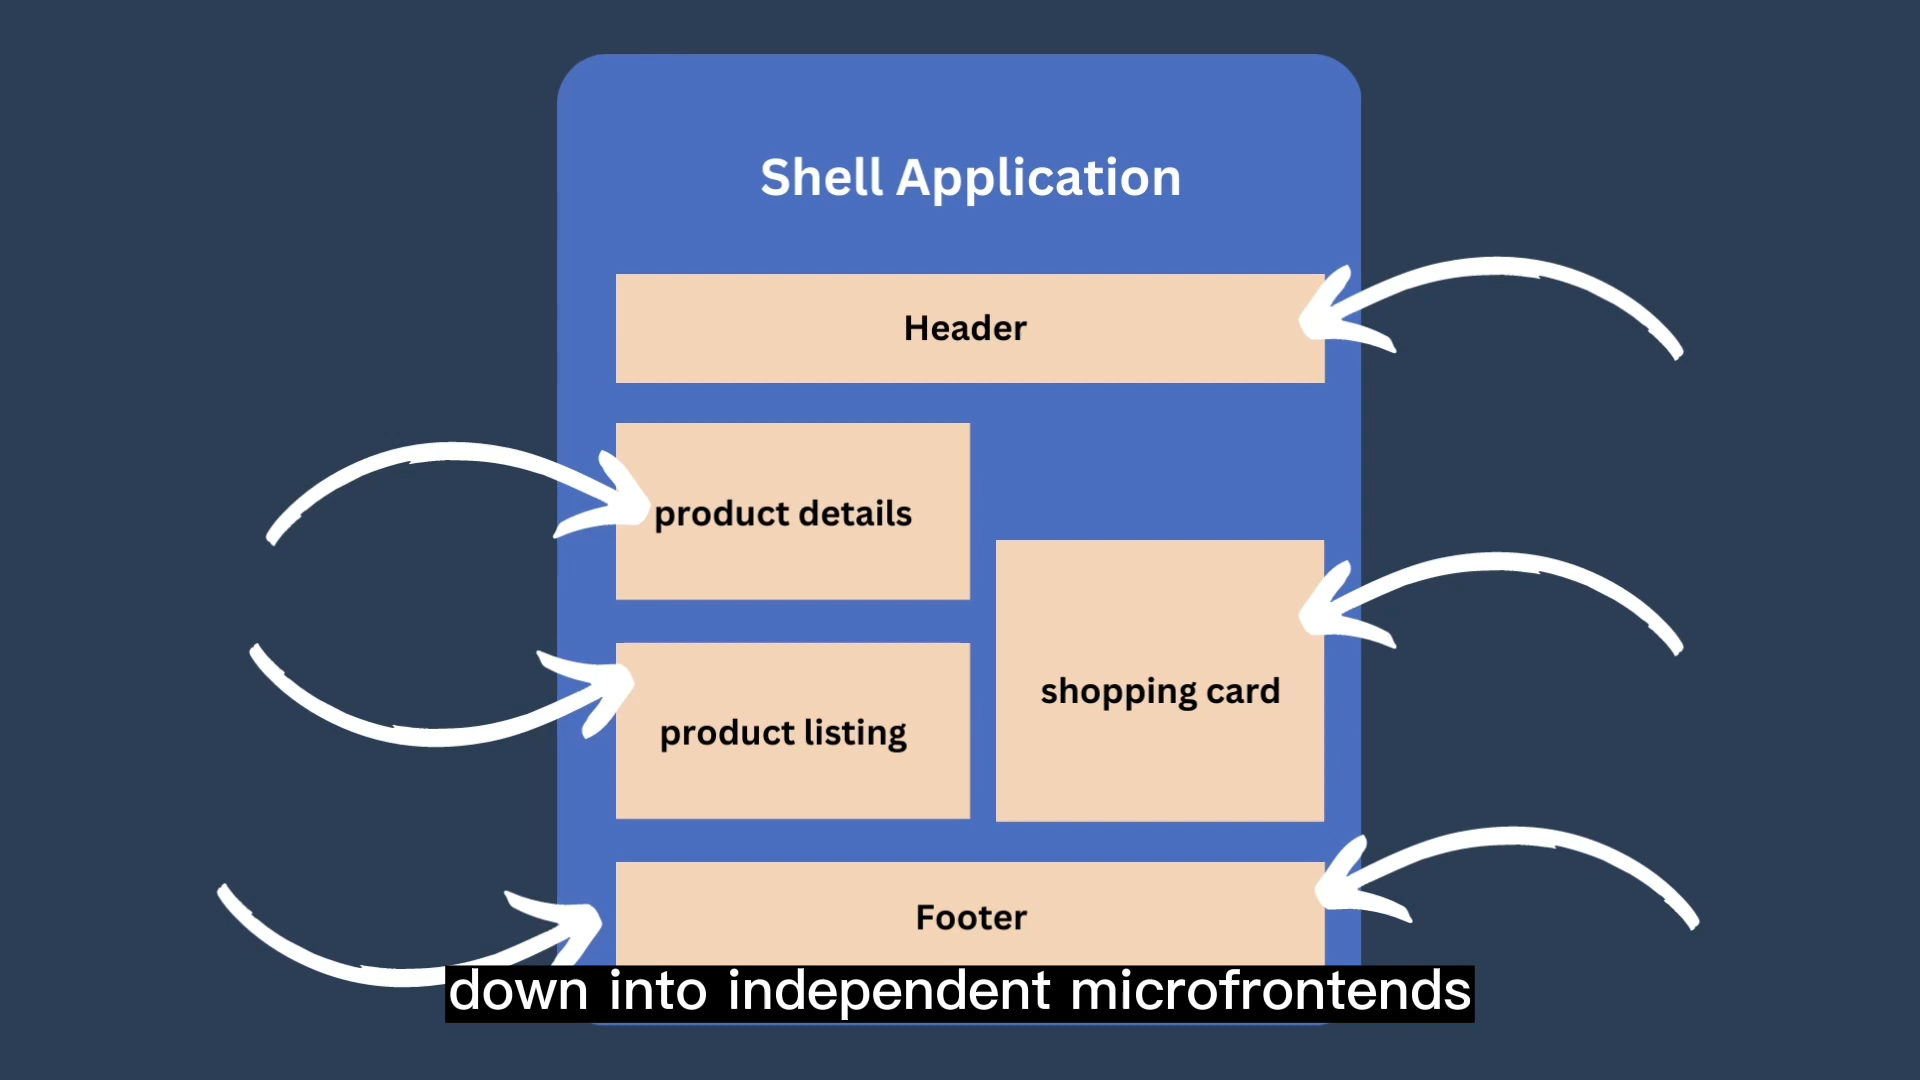 Shell Application
Header
product details
shopping card
product listing
Footer
down into independent microfrontends